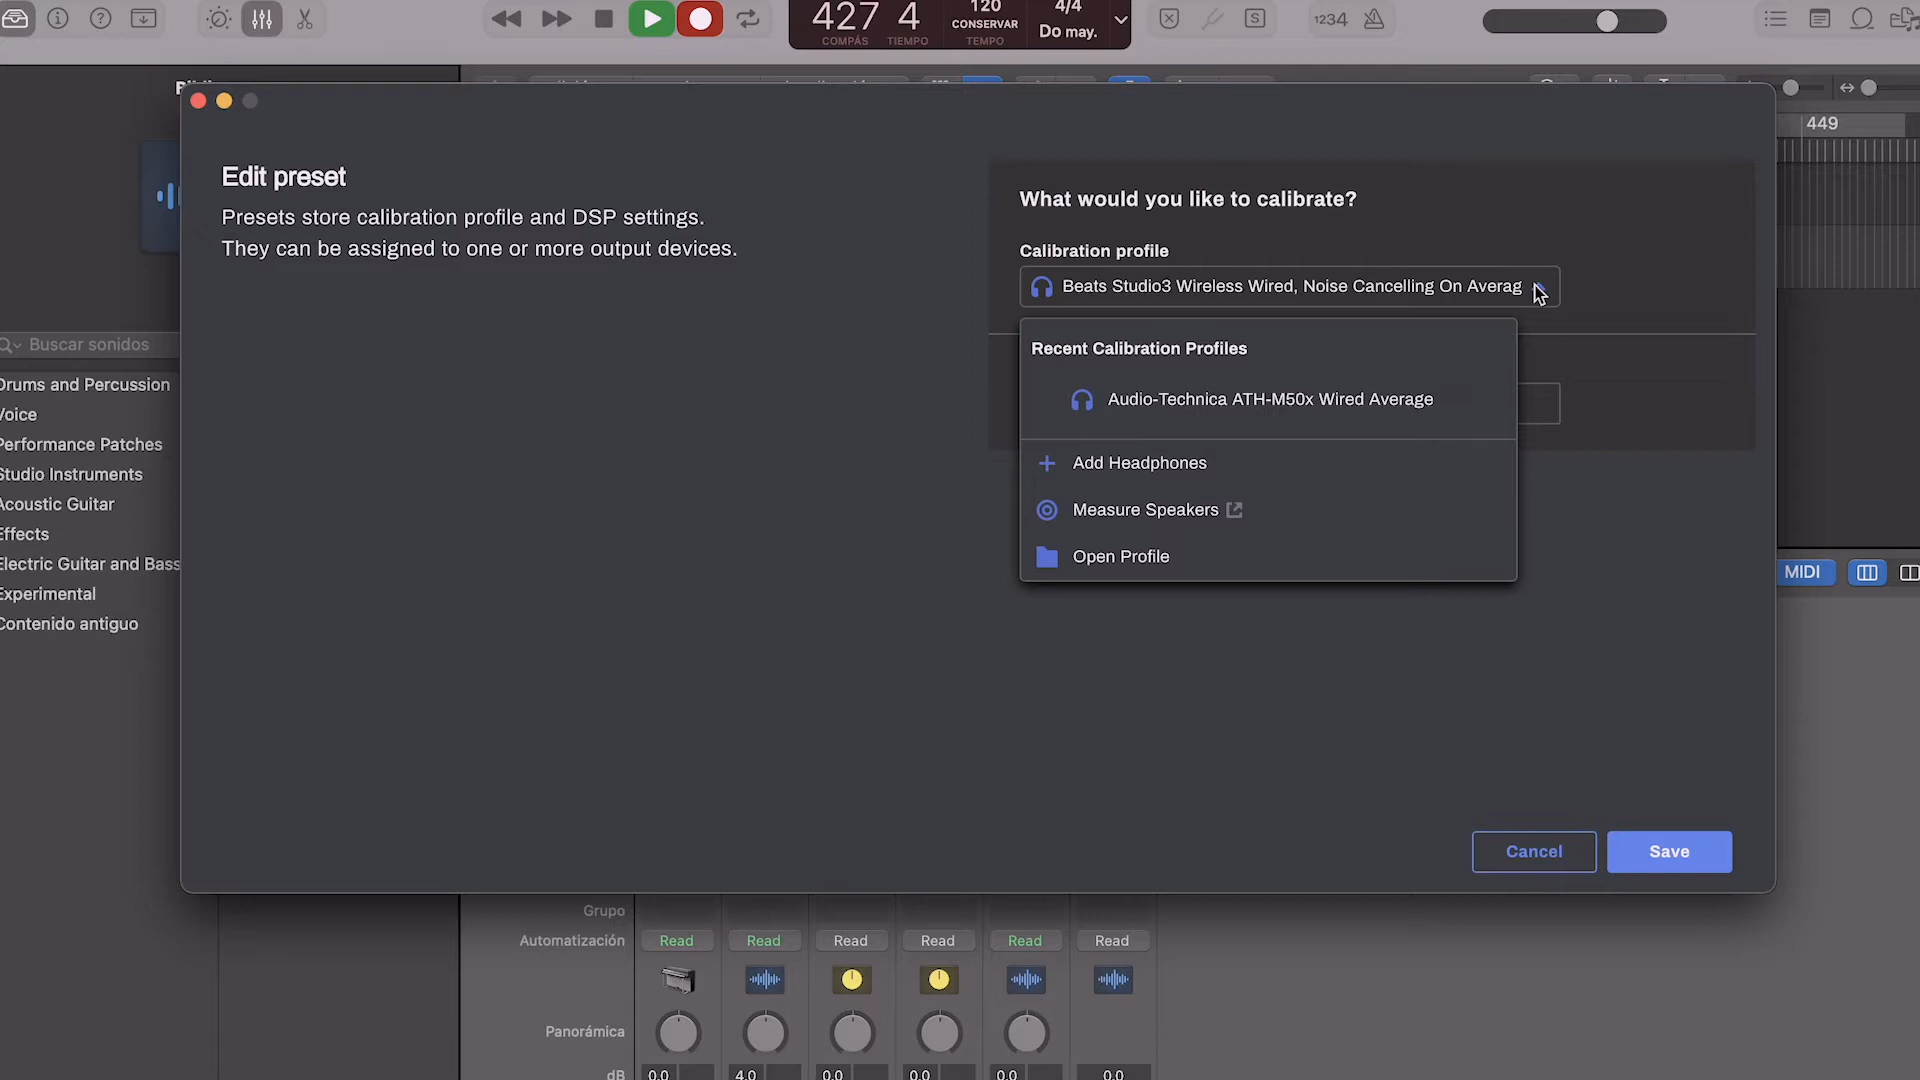 427 4
COMPÁS TIEMPO
120
CONSERVAR
TEMPO
4/4
Do may.
S
1234
449
Edit preset
Presets store calibration profile and DSP settings.
They can be assigned to one or more output devices.
What would you like to calibrate?
Calibration profile
Beats Studio3 Wireless Wired, Noise Cancelling On Averag
Recent Calibration Profiles
Audio-Technica ATH-M50x Wired Average
Add Headphones
Measure Speakers
Open Profile
Cancel
Save
Buscar sonidos
Drums and Percussion
Voice
Performance Patches
Studio Instruments
Acoustic Guitar
Effects
Electric Guitar and Bass
Experimental
Contenido antiguo
MIDI
Grupo
Automatización Read Read Read Read Read Read
Panorámica
dB 0.0 4.0 0.0 0.0 0.0 0.0